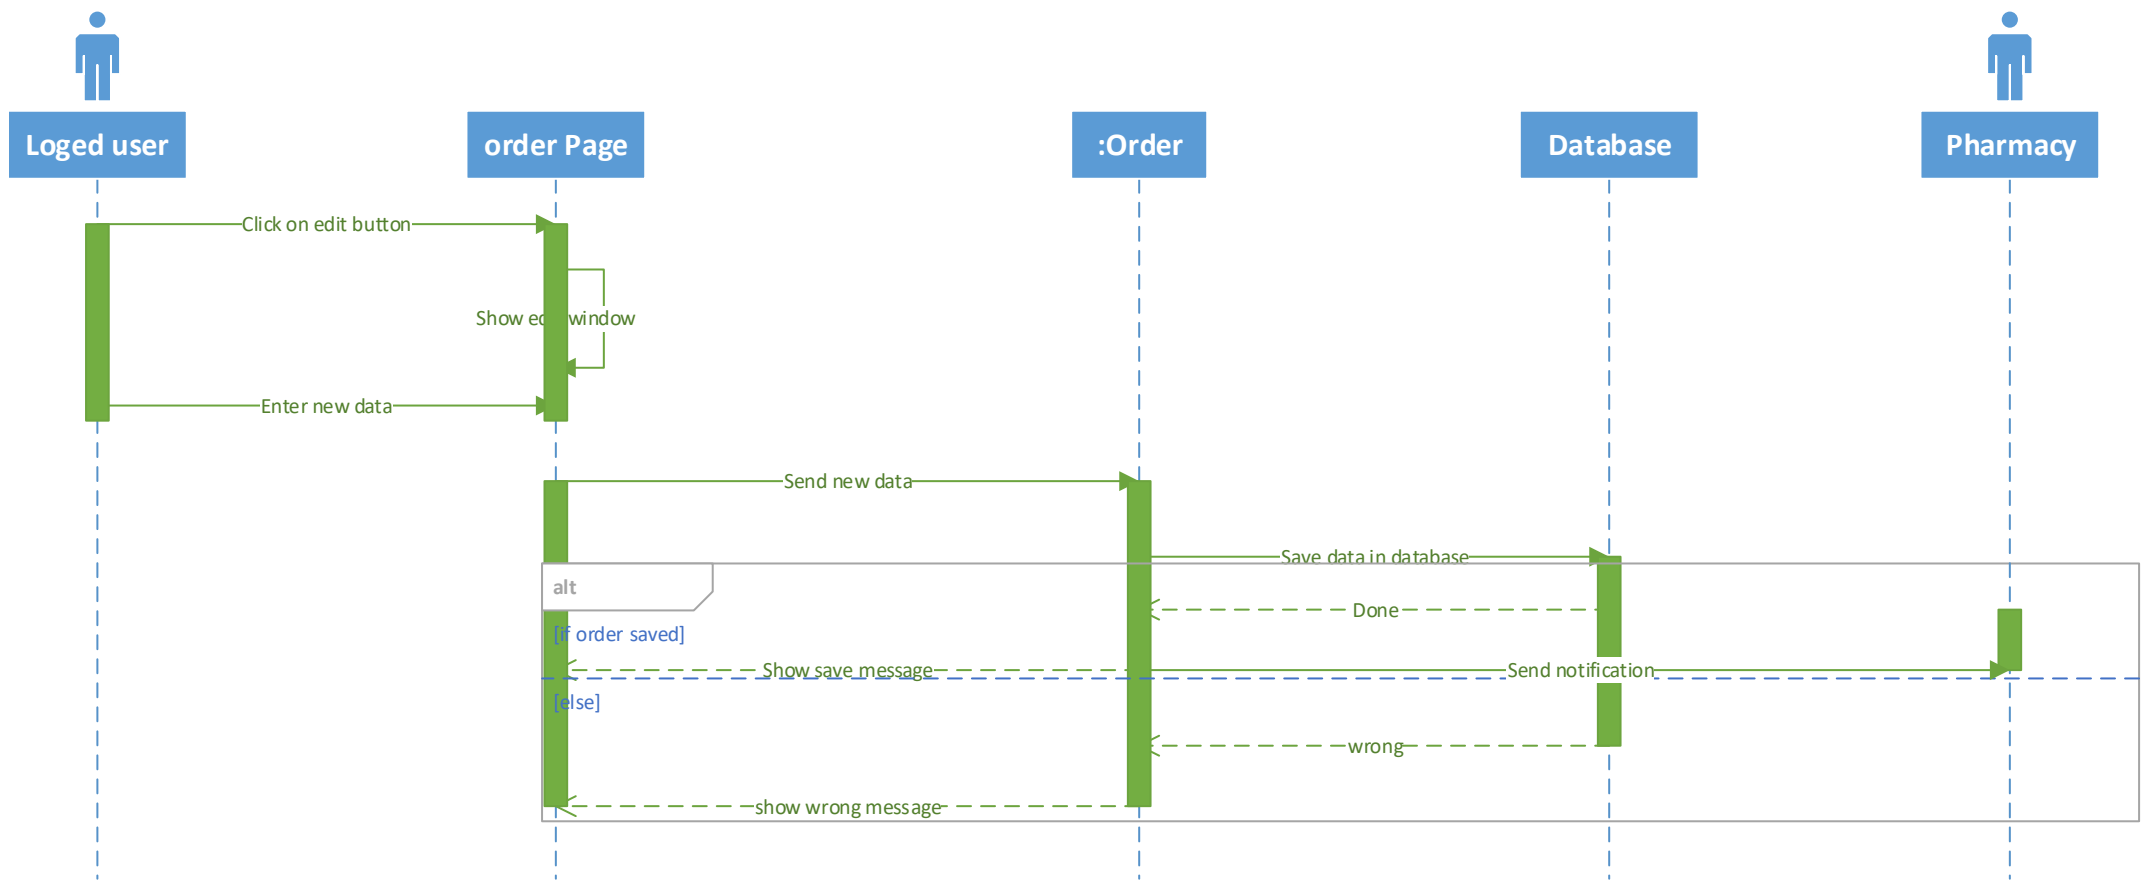 Loged user
order Page
:Order
Database
Pharmacy
Click on edit button
Show ed window
Enter new data
Send new data
Save data in database
alt
Done
[if order saved]
Show save message
Send notification
[else]
wrong
show wrong message